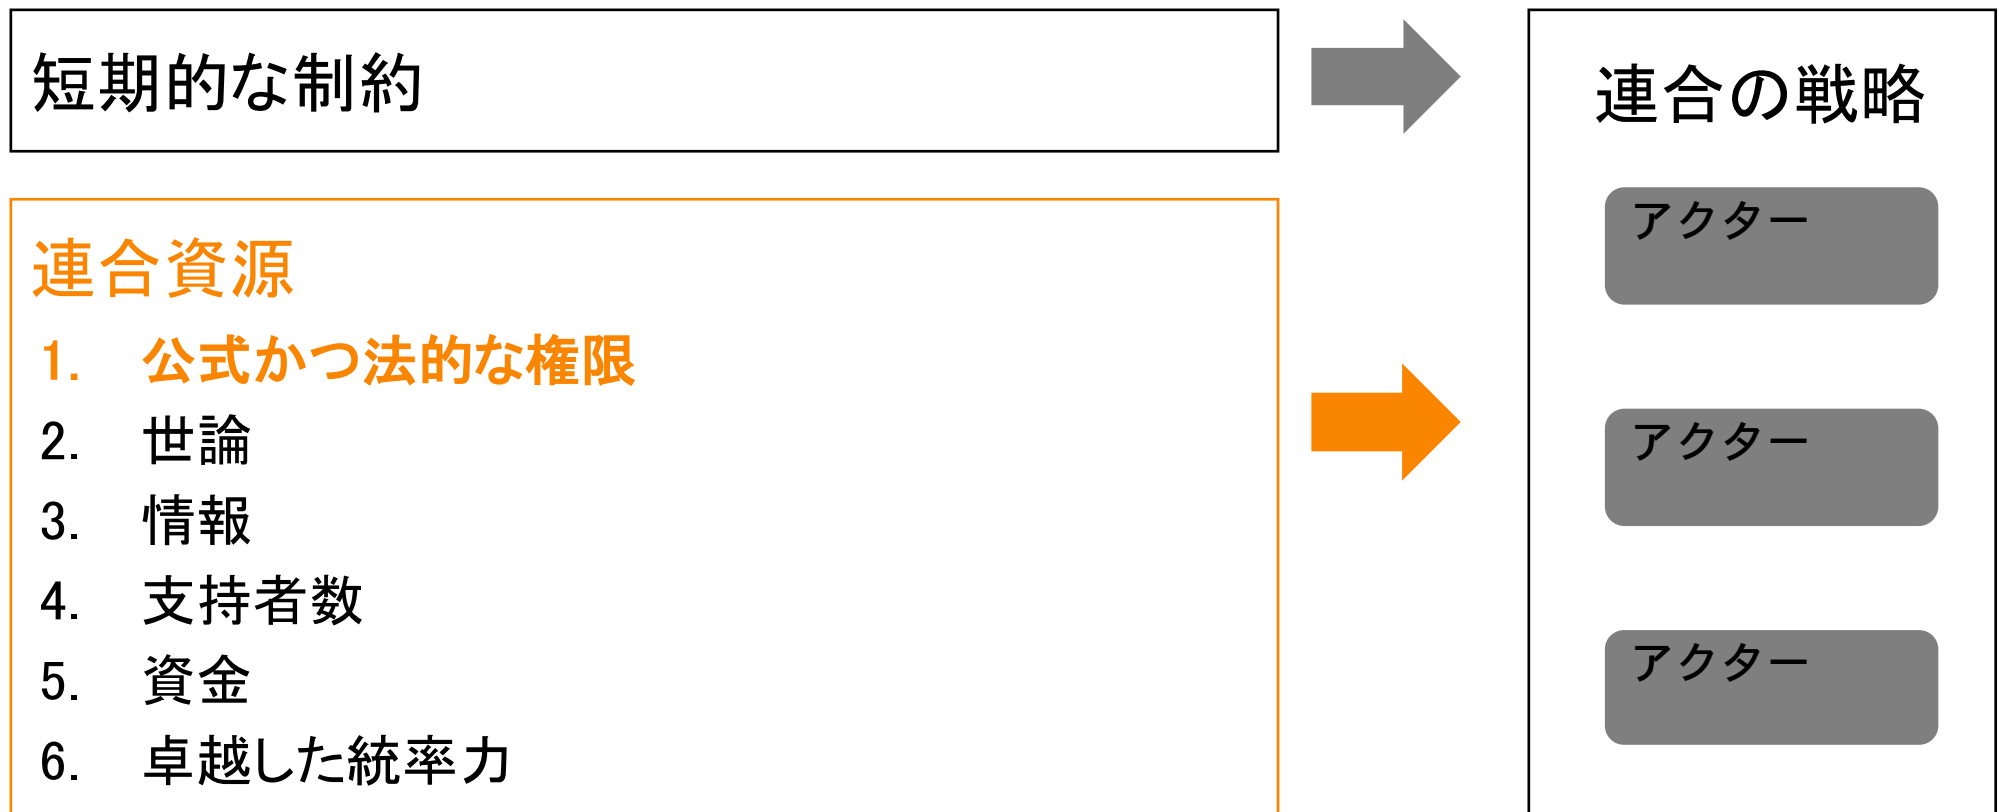 短期的な制約
連合資源
1. 公式かつ法的な権限
2. 世論
3. 情報
4. 支持者数
5. 資金
6. 卓越した統率力
連合の戦略
アクター
アクター
アクター